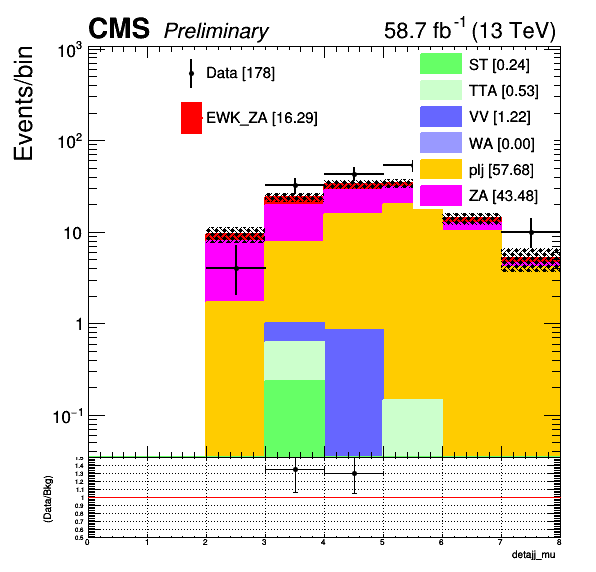 CMS Preliminary 58.7 fb⁻¹ (13 TeV)
Events/bin
10³
10²
10
1
10⁻¹
Data [178]
EWK_ZA [16.29]
ST [0.24]
TTA [0.53]
VV [1.22]
WA [0.00]
plj [57.68]
ZA [43.48]
(Data/Bkg)
1.5
1.4
1.3
1.2
1.1
1
0.9
0.8
0.7
0.6
0.5
0 1 2 3 4 5 6 7 8
detajj_mu